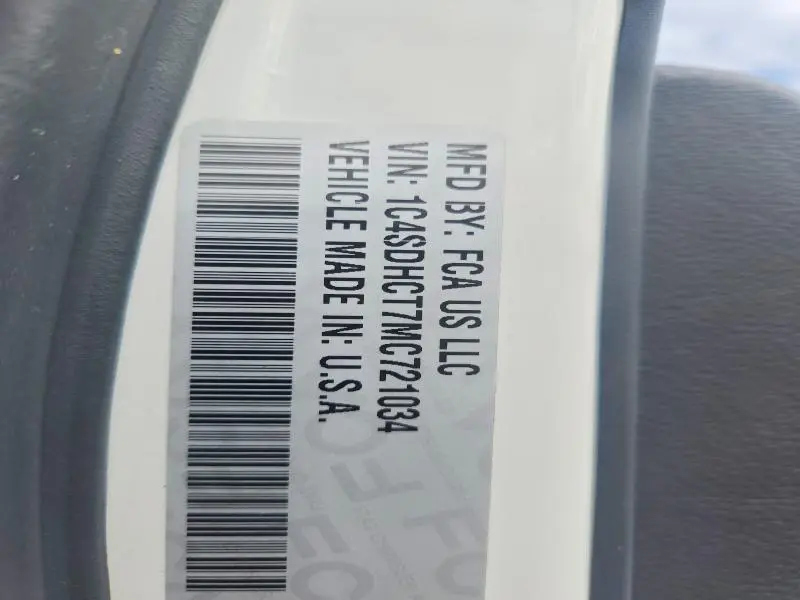 MFD BY: FCA US LLC
VIN: 1C4SDHCT7MC721034
VEHICLE MADE IN: U.S.A.